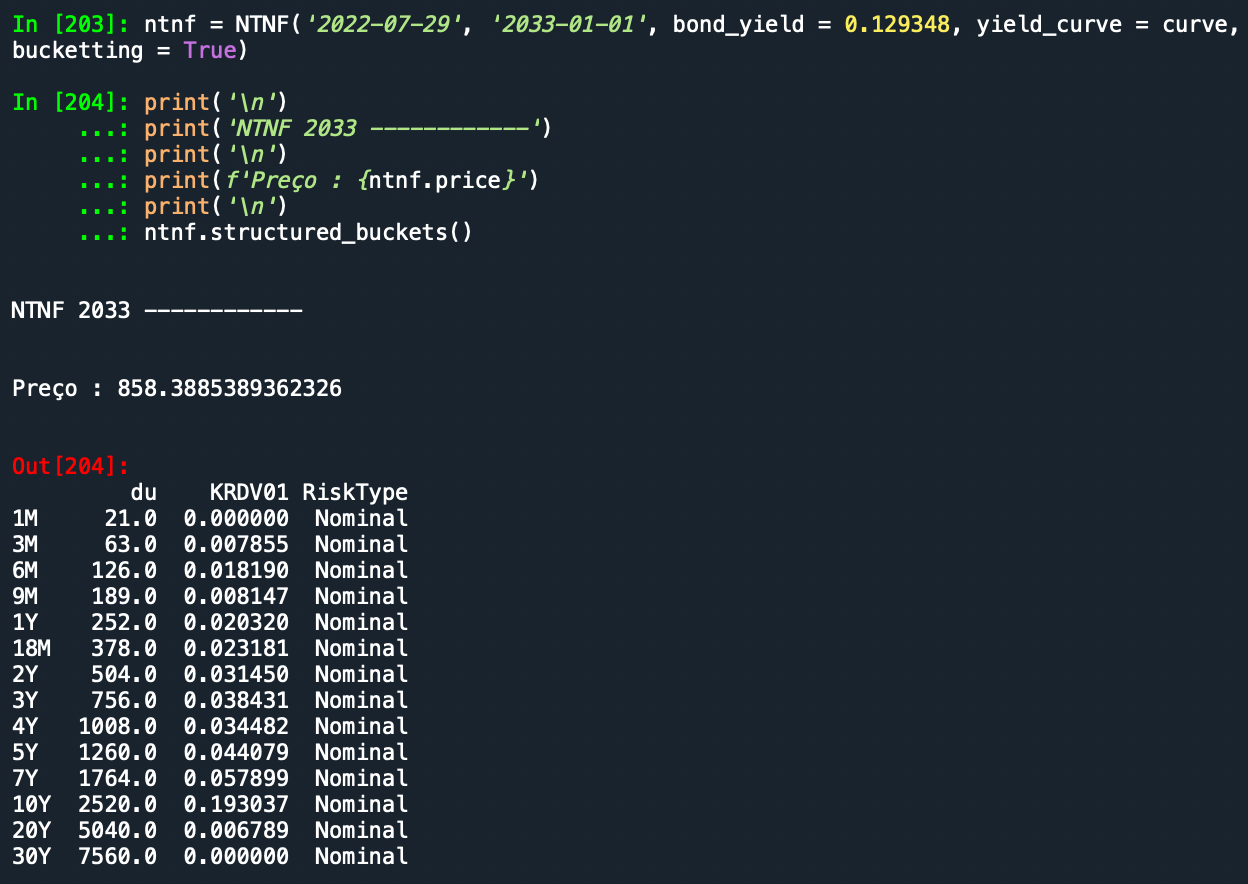 In [203]: ntnf = NTNF('2022-07-29', '2033-01-01', bond_yield = 0.129348, yield_curve = curve,
bucketting = True)
In [204]: print('\n')
...: print('NTNF 2033 ------------')
...: print('\n')
...: print(f'Preço : {ntnf.price}')
...: print('\n')
...: ntnf.structured_buckets()
NTNF 2033 ------------
Preço : 858.3885389362326
Out[204]:
du KRDV01 RiskType
1M 21.0 0.000000 Nominal
3M 63.0 0.007855 Nominal
6M 126.0 0.018190 Nominal
9M 189.0 0.008147 Nominal
1Y 252.0 0.020320 Nominal
18M 378.0 0.023181 Nominal
2Y 504.0 0.031450 Nominal
3Y 756.0 0.038431 Nominal
4Y 1008.0 0.034482 Nominal
5Y 1260.0 0.044079 Nominal
7Y 1764.0 0.057899 Nominal
10Y 2520.0 0.193037 Nominal
20Y 5040.0 0.006789 Nominal
30Y 7560.0 0.000000 Nominal